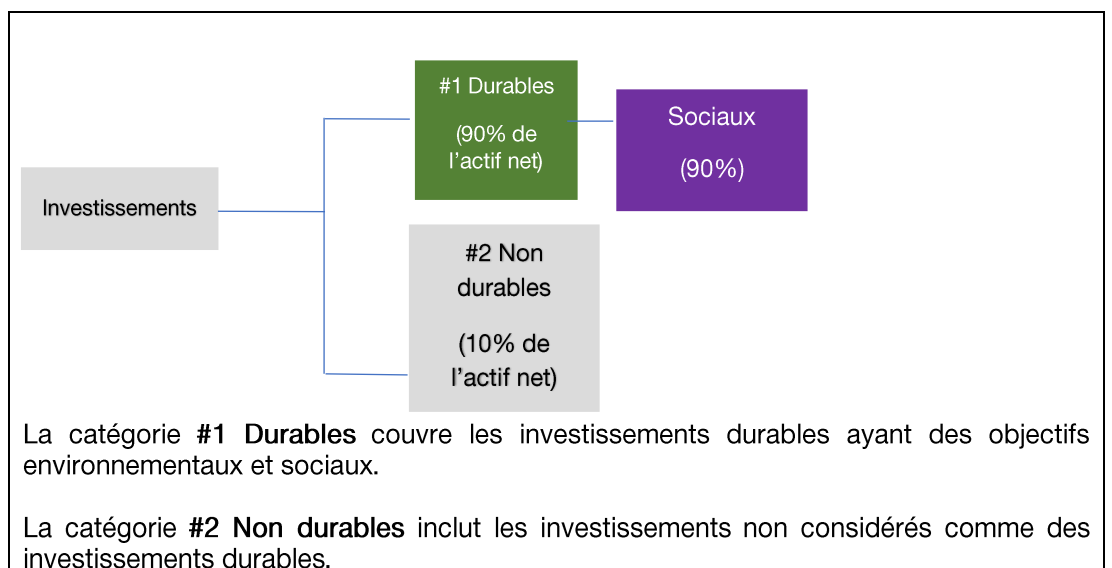 #1 Durables
(90% de
l'actif net)
Sociaux
(90%)
Investissements
#2 Non
durables
(10% de
l'actif net)
La catégorie #1 Durables couvre les investissements durables ayant des objectifs
environnementaux et sociaux.
La catégorie #2 Non durables inclut les investissements non considérés comme des
investissements durables.